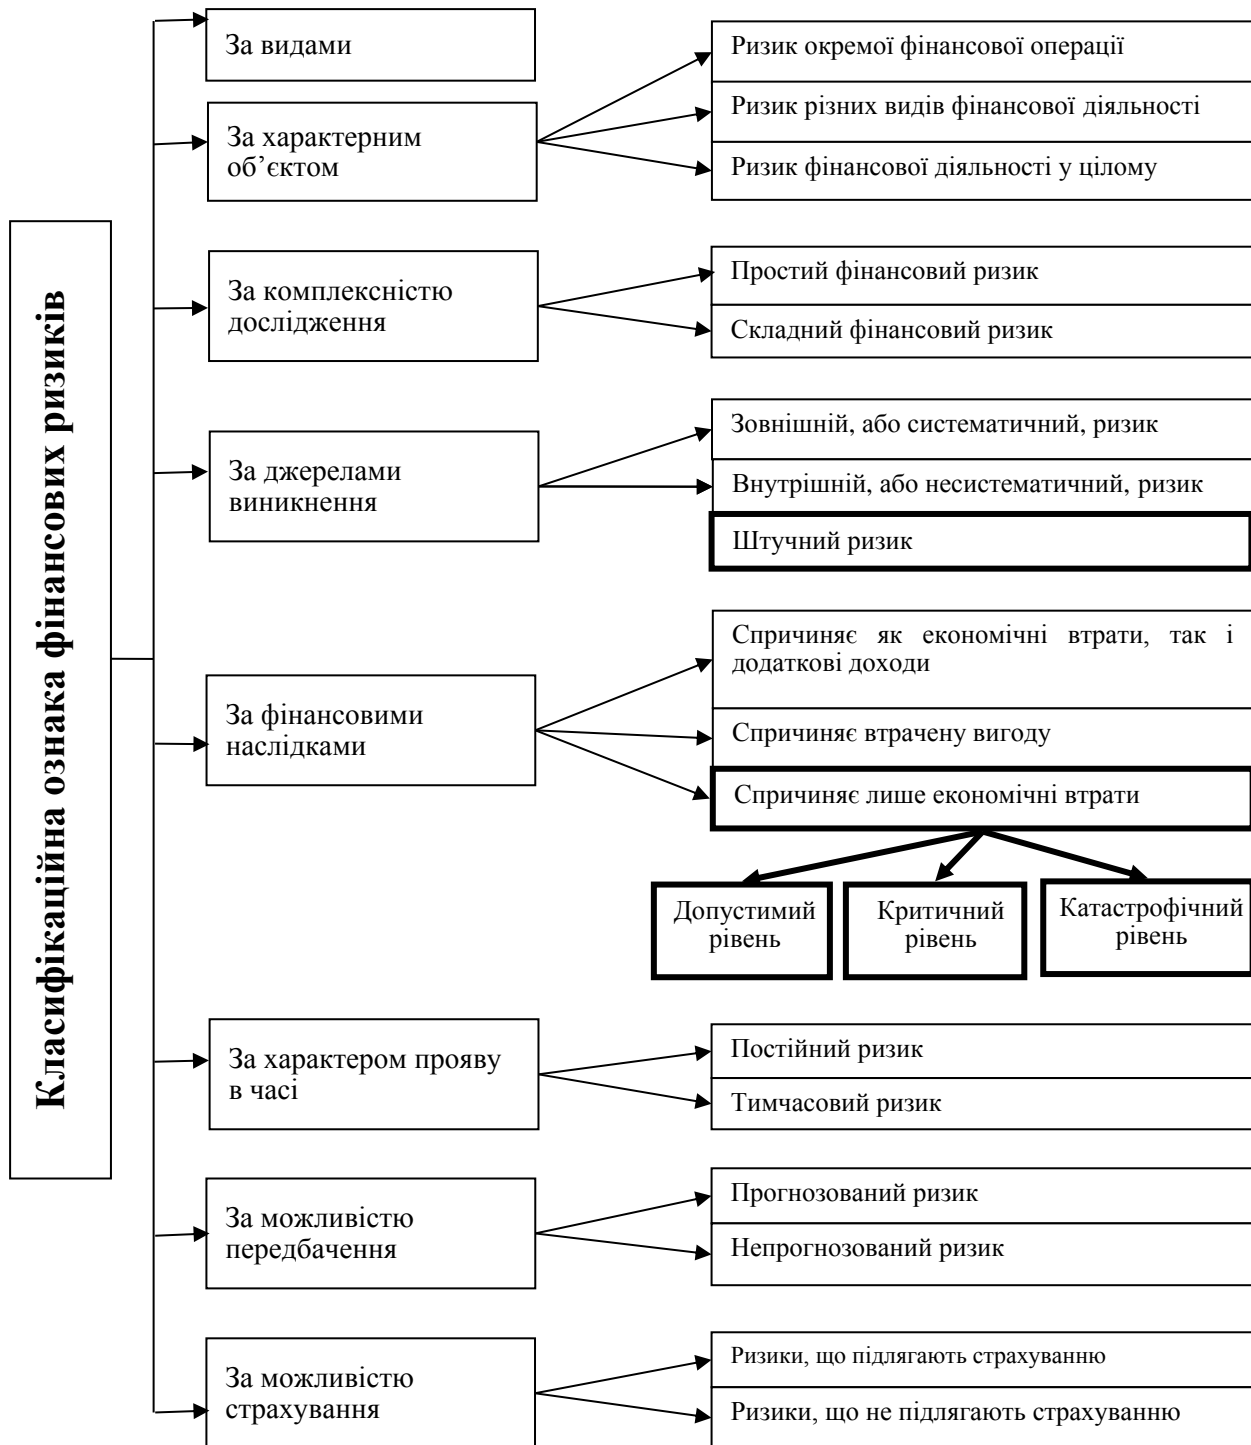 Класифікаційна ознака фінансових ризиків
За видами
За характерним
об’єктом
Ризик окремої фінансової операції
Ризик різних видів фінансової діяльності
Ризик фінансової діяльності у цілому
За комплексністю
дослідження
Простий фінансовий ризик
Складний фінансовий ризик
За джерелами
виникнення
Зовнішній, або систематичний, ризик
Внутрішній, або несистематичний, ризик
Штучний ризик
За фінансовими
наслідками
Спричиняє як економічні втрати, так і
додаткові доходи
Спричиняє втрачену вигоду
Спричиняє лише економічні втрати
Допустимий
рівень
Критичний
рівень
Катастрофічний
рівень
За характером прояву
в часі
Постійний ризик
Тимчасовий ризик
За можливістю
передбачення
Прогнозований ризик
Непрогнозований ризик
За можливістю
страхування
Ризики, що підлягають страхуванню
Ризики, що не підлягають страхуванню